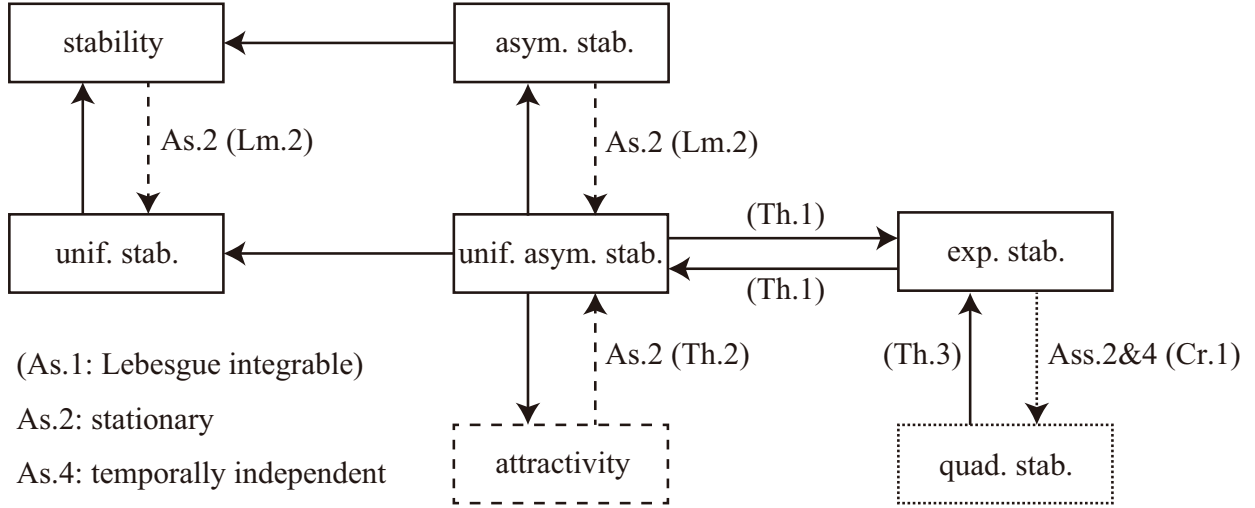 stability
asym. stab.
As.2 (Lm.2)
As.2 (Lm.2)
unif. stab.
unif. asym. stab.
(Th.1)
(Th.1)
exp. stab.
(As.1: Lebesgue integrable)
As.2: stationary
As.4: temporally independent
As.2 (Th.2)
(Th.3)
Ass.2&4 (Cr.1)
attractivity
quad. stab.